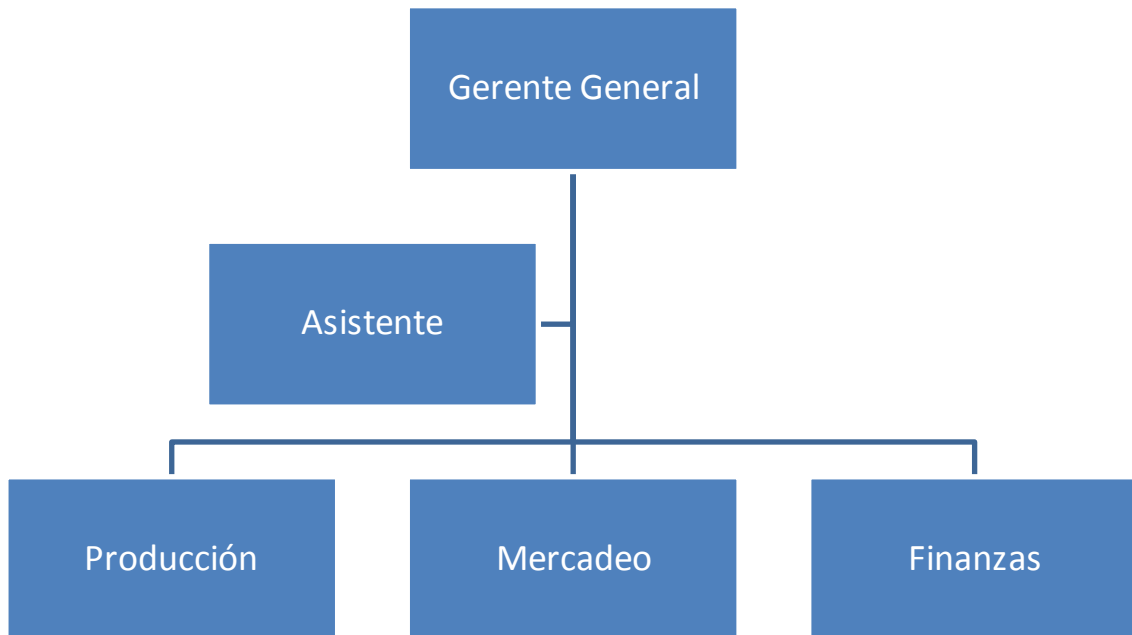 Gerente General
Asistente
Producción
Mercadeo
Finanzas